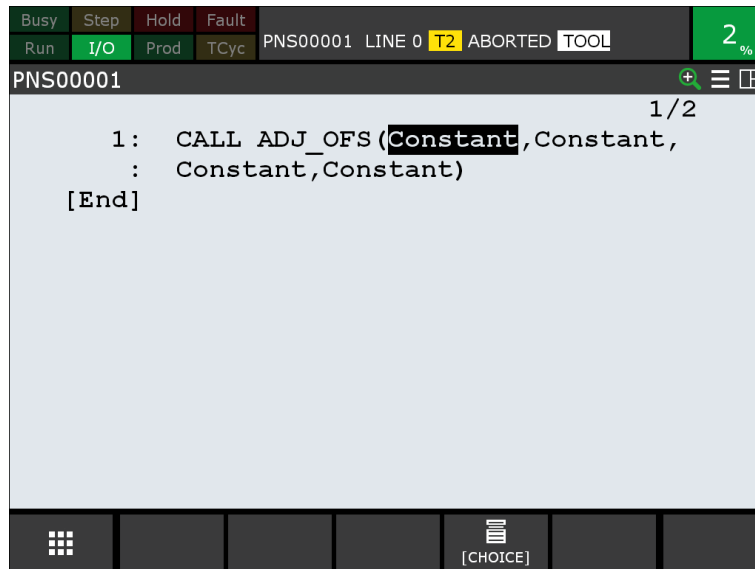 Busy Step Hold Fault
Run I/O Prod TCyc PNS00001 LINE 0 T2 ABORTED TOOL 2%
PNS00001
1/2
1: CALL ADJ_OFS(Constant,Constant,
: Constant,Constant)
[End]
[CHOICE]